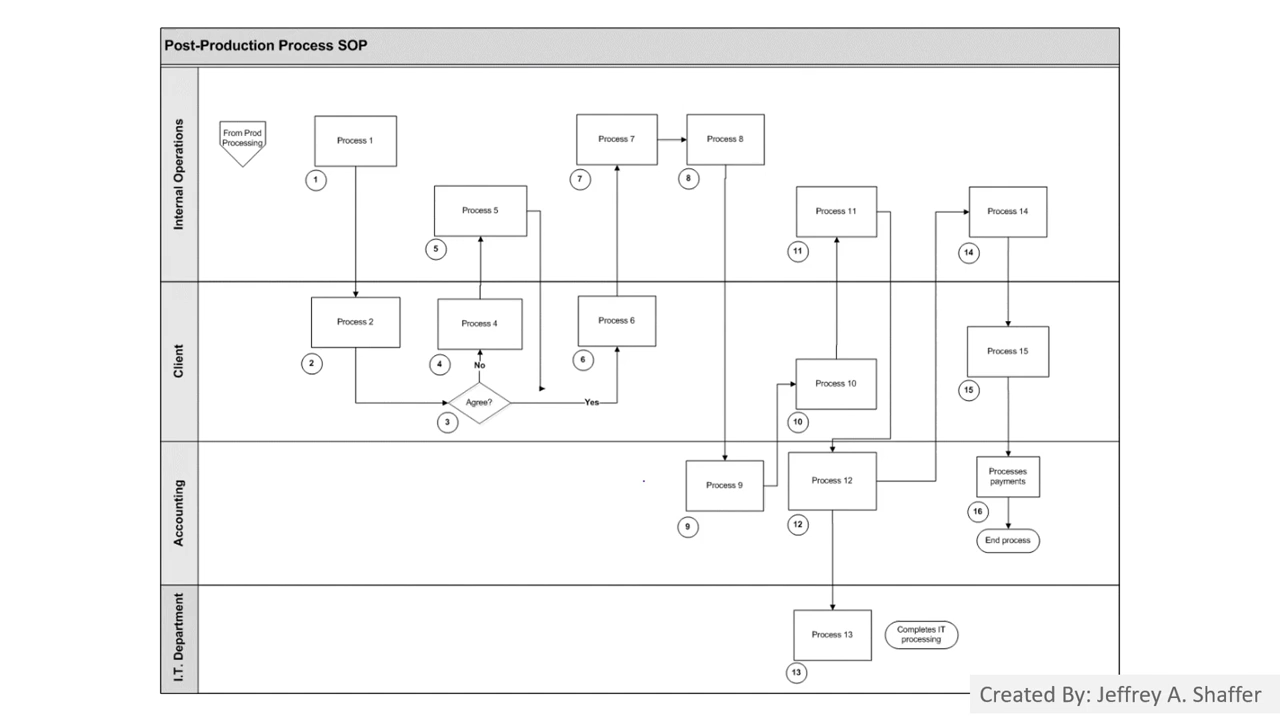 Post-Production Process SOP
Internal Operations
From Prod
Processing
Process 1
1
Process 5
5
Process 7
7
Process 8
8
Process 11
11
Process 14
14
Client
Process 2
2
Process 4
4
No
Agree?
3
Yes
Process 6
6
Process 10
10
Process 15
15
Accounting
Process 9
9
Process 12
12
Processes
payments
16
End process
I.T. Department
Process 13
13
Completes IT
processing
Created By: Jeffrey A. Shaffer